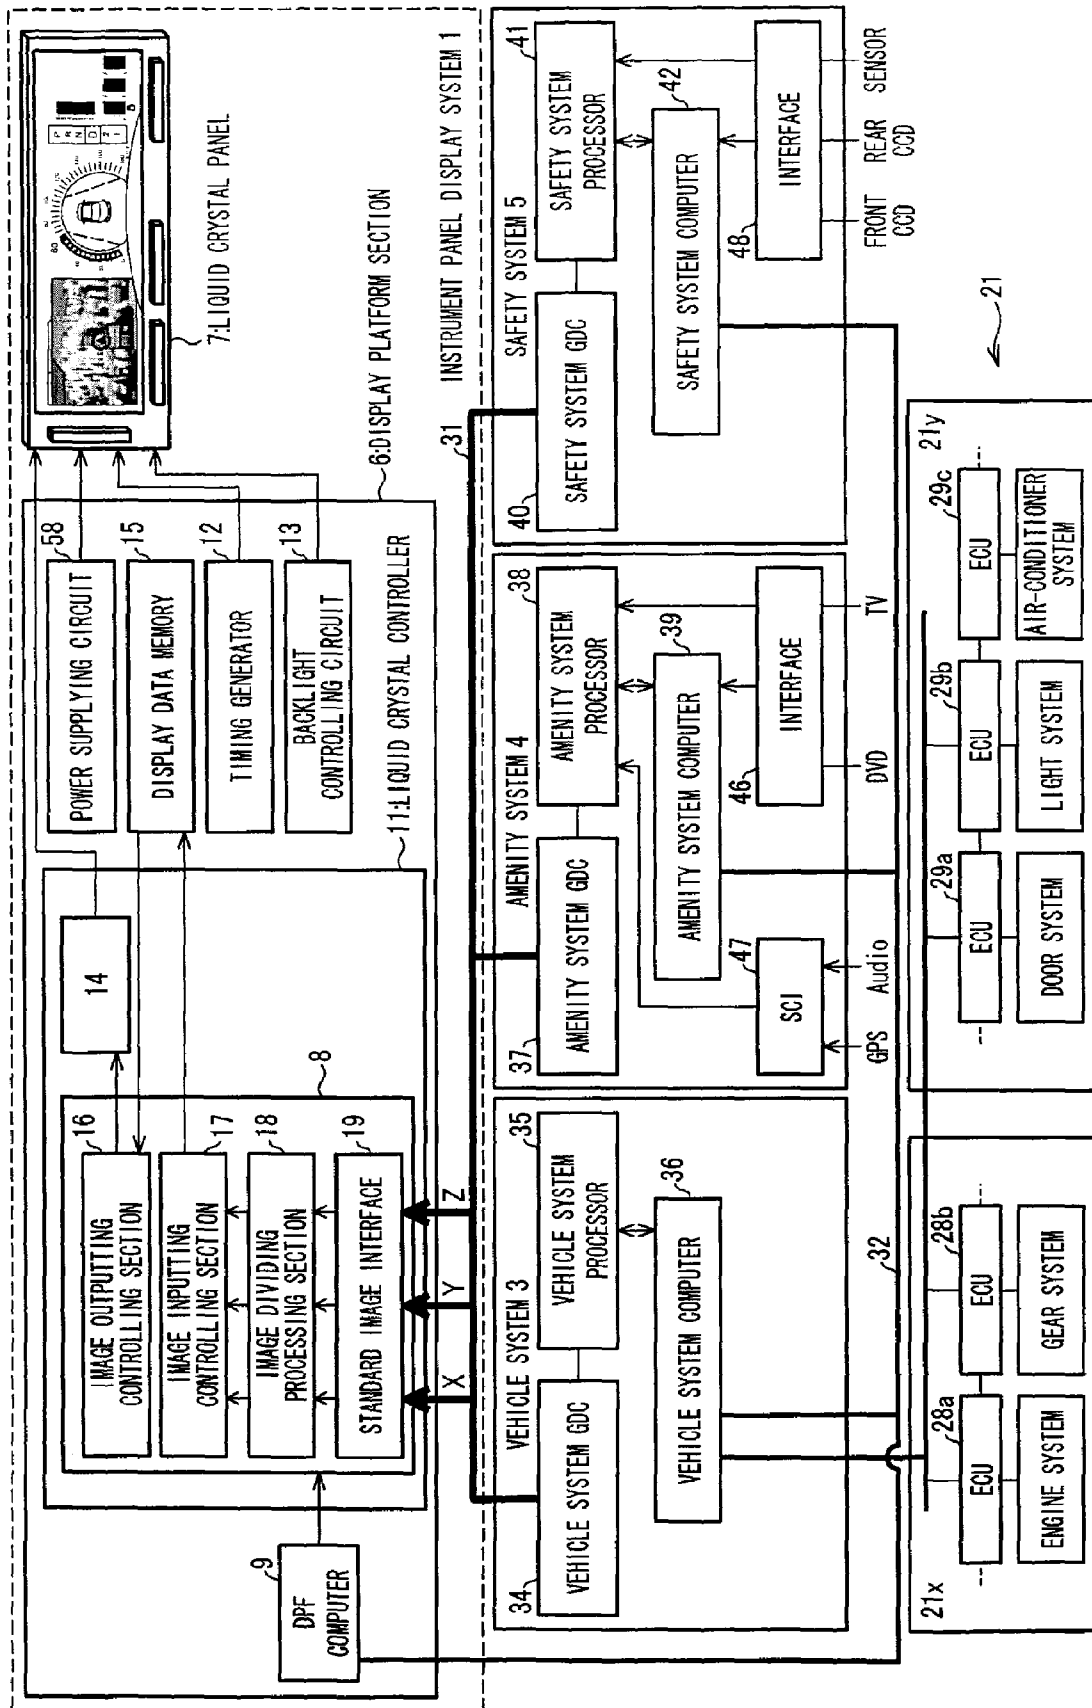 INSTRUMENT PANEL DISPLAY SYSTEM 1
6:DISPLAY PLATFORM SECTION
7:LIQUID CRYSTAL PANEL
P
R
N
D
2
1
11:LIQUID CRYSTAL CONTROLLER
9
DPF
COMPUTER
8
16
IMAGE OUTPUTTING
CONTROLLING SECTION
17
IMAGE INPUTTING
CONTROLLING SECTION
18
IMAGE DIVIDING
PROCESSING SECTION
19
STANDARD IMAGE INTERFACE
14
58
POWER SUPPLYING CIRCUIT
15
DISPLAY DATA MEMORY
12
TIMING GENERATOR
13
BACKLIGHT
CONTROLLING CIRCUIT
X
Y
Z
31
VEHICLE SYSTEM 3
34
VEHICLE SYSTEM GDC
35
VEHICLE SYSTEM
PROCESSOR
36
VEHICLE SYSTEM COMPUTER
AMENITY SYSTEM 4
37
AMENITY SYSTEM GDC
38
AMENITY SYSTEM
PROCESSOR
39
AMENITY SYSTEM COMPUTER
47
SCI
46
INTERFACE
GPS
Audio
DVD
TV
SAFETY SYSTEM 5
40
SAFETY SYSTEM GDC
41
SAFETY SYSTEM
PROCESSOR
42
SAFETY SYSTEM COMPUTER
48
INTERFACE
FRONT
CCD
REAR
CCD
SENSOR
32
21
21x
28a
ECU
ENGINE SYSTEM
28b
ECU
GEAR SYSTEM
21y
29a
ECU
DOOR SYSTEM
29b
ECU
LIGHT SYSTEM
29c
ECU
AIR-CONDITIONER
SYSTEM